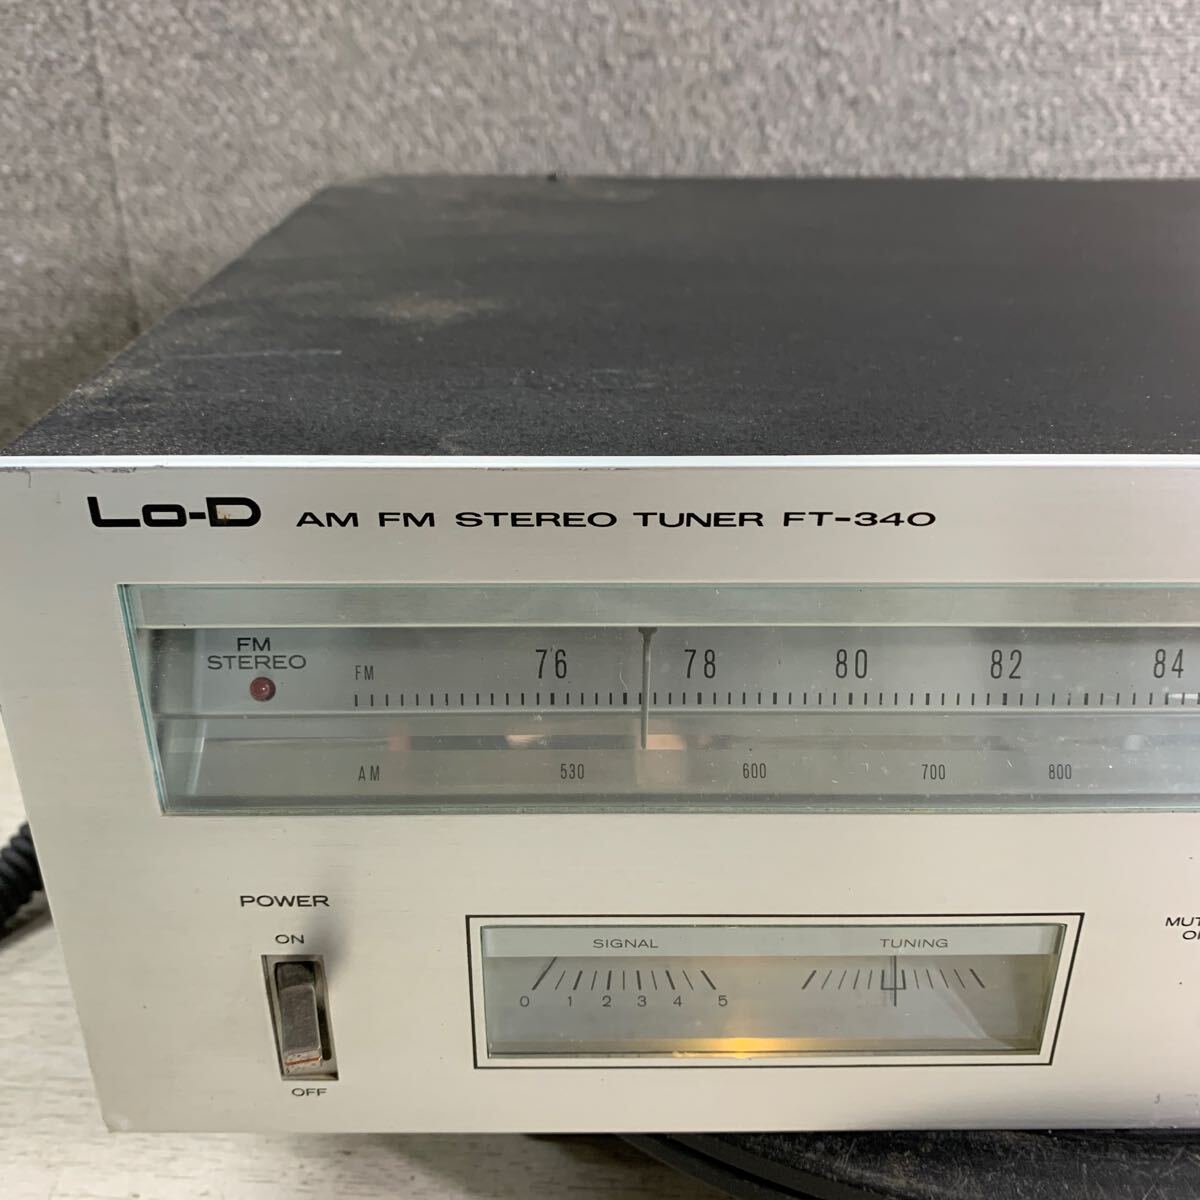 Lo-D AM FM STEREO TUNER FT-340
FM
STEREO
FM 76 78 80 82 84
AM 530 600 700 800
POWER
ON
OFF
SIGNAL TUNING
0 1 2 3 4 5